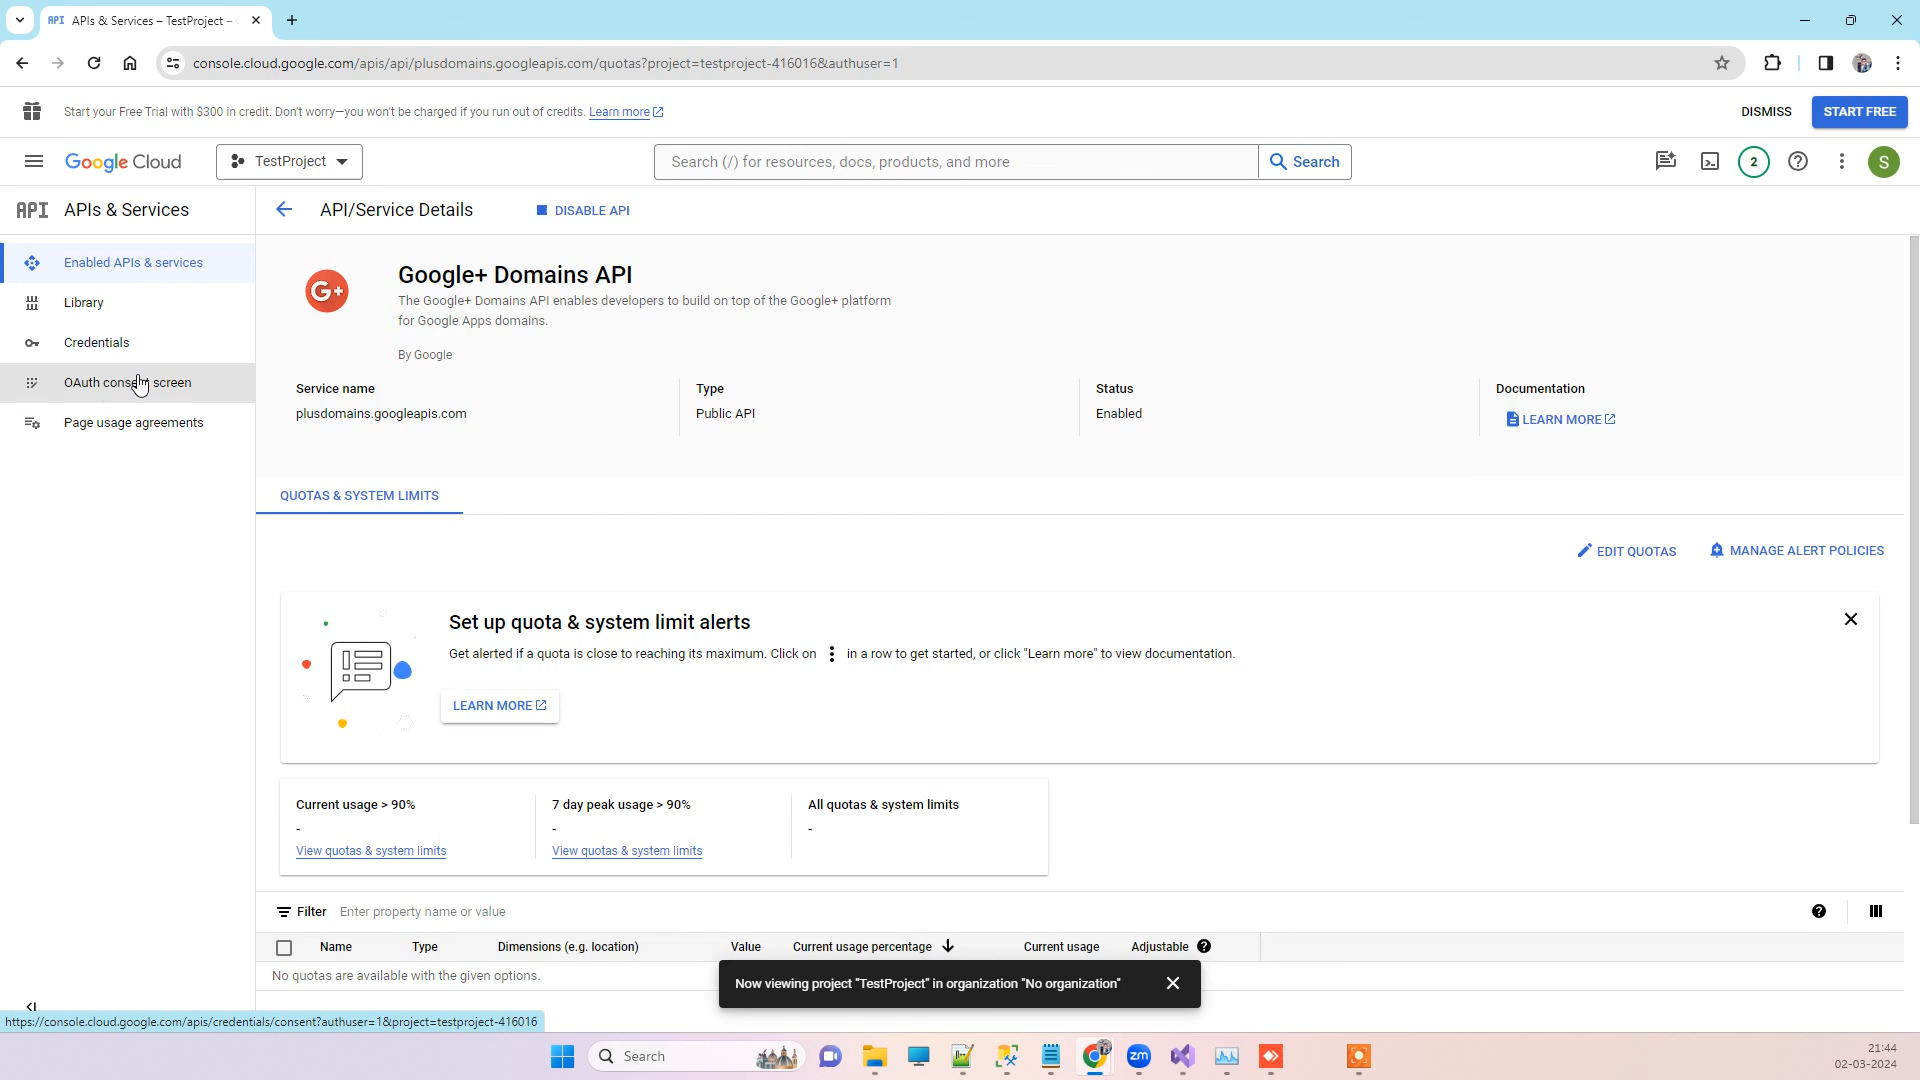 API APIs & Services – TestProject –
console.cloud.google.com/apis/api/plusdomains.googleapis.com/quotas?project=testproject-416016&authuser=1
Start your Free Trial with $300 in credit. Don't worry—you won't be charged if you run out of credits. Learn more
DISMISS
START FREE
Google Cloud
TestProject
Search (/) for resources, docs, products, and more
Search
2
S
API APIs & Services
API/Service Details
DISABLE API
Enabled APIs & services
Library
Credentials
OAuth consent screen
Page usage agreements
G+
Google+ Domains API
The Google+ Domains API enables developers to build on top of the Google+ platform
for Google Apps domains.
By Google
Service name
plusdomains.googleapis.com
Type
Public API
Status
Enabled
Documentation
LEARN MORE
QUOTAS & SYSTEM LIMITS
EDIT QUOTAS
MANAGE ALERT POLICIES
Set up quota & system limit alerts
Get alerted if a quota is close to reaching its maximum. Click on ⋮ in a row to get started, or click "Learn more" to view documentation.
LEARN MORE
Current usage > 90%
-
View quotas & system limits
7 day peak usage > 90%
-
View quotas & system limits
All quotas & system limits
-
Filter Enter property name or value
Name Type Dimensions (e.g. location) Value Current usage percentage Current usage Adjustable
No quotas are available with the given options.
Now viewing project "TestProject" in organization "No organization"
https://console.cloud.google.com/apis/credentials/consent?authuser=1&project=testproject-416016
Search
zm
21:44
02-03-2024